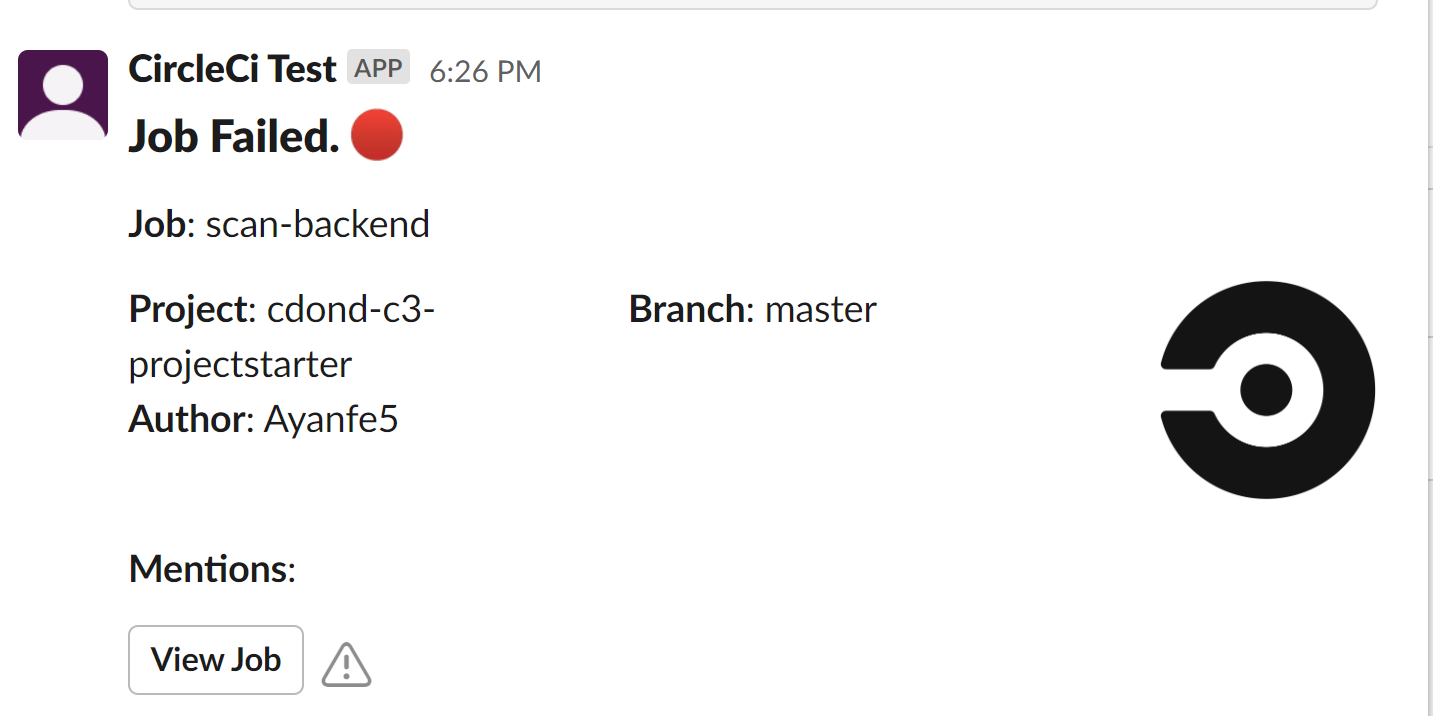 CircleCi Test APP 6:26 PM
Job Failed.
Job: scan-backend
Project: cdond-c3-
projectstarter
Author: Ayanfe5
Branch: master
Mentions:
View Job